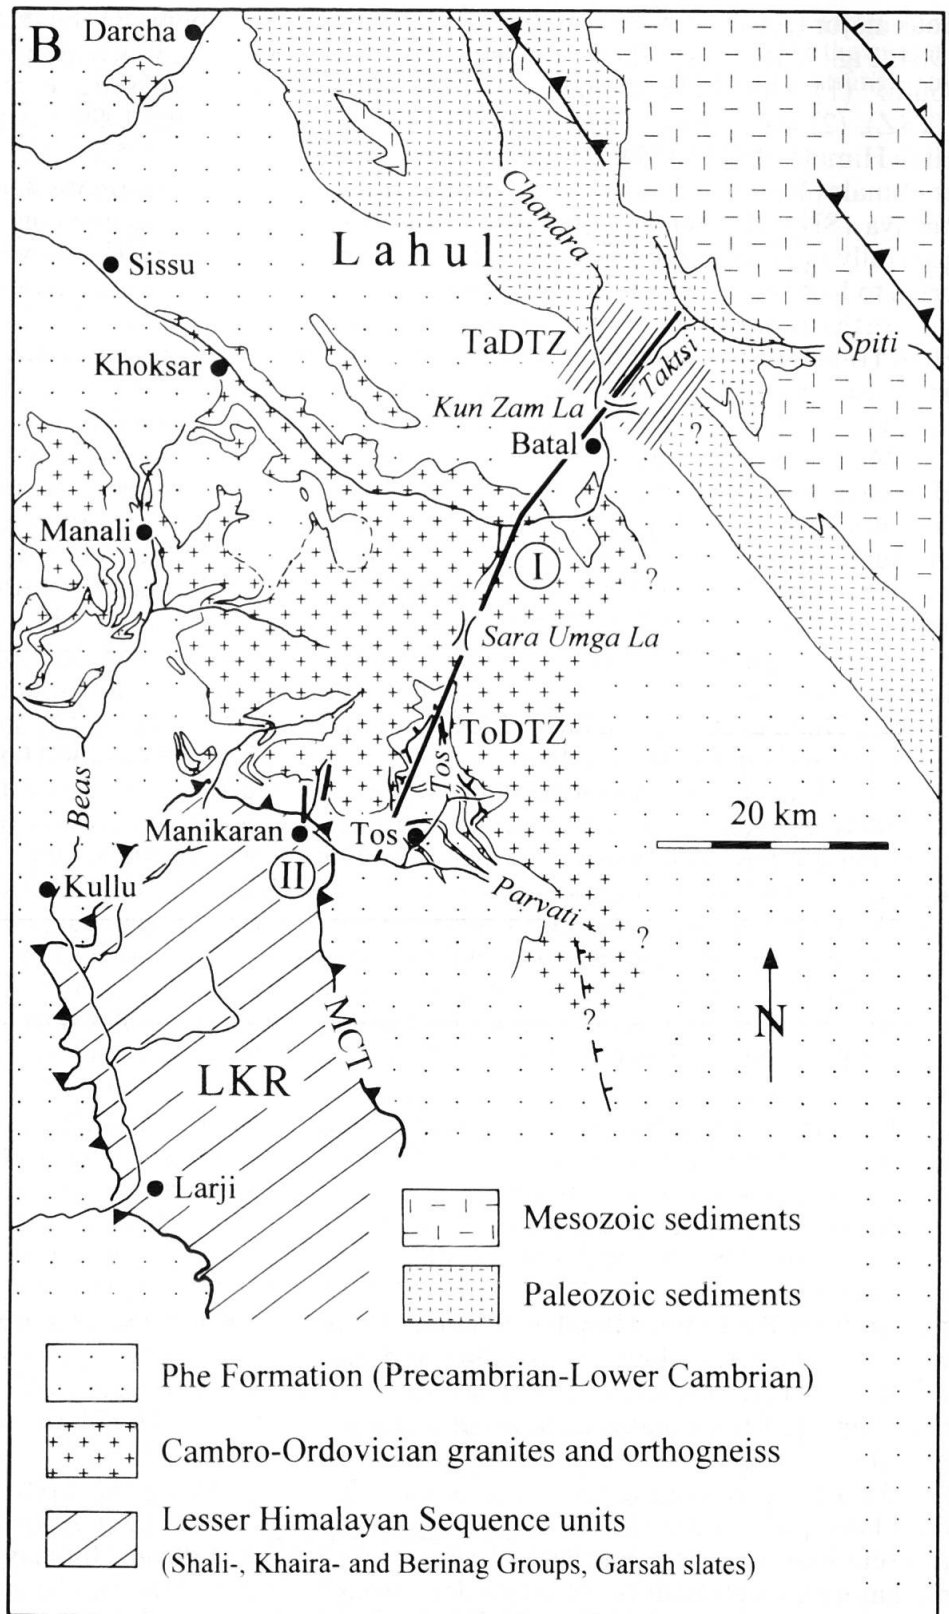 B
Darcha
Chandra
Lahul
Sissu
TaDTZ
Taktsi
Spiti
Khoksar
Kun Zam La
?
Batal
Manali
I
?
Sara Umga La
ToDTZ
Tos
Beas
20 km
Manikaran
Tos
II
Kullu
Parvati
?
MCT
?
N
LKR
Larji
Mesozoic sediments
Paleozoic sediments
Phe Formation (Precambrian-Lower Cambrian)
Cambro-Ordovician granites and orthogneiss
Lesser Himalayan Sequence units
(Shali-, Khaira- and Berinag Groups, Garsah slates)